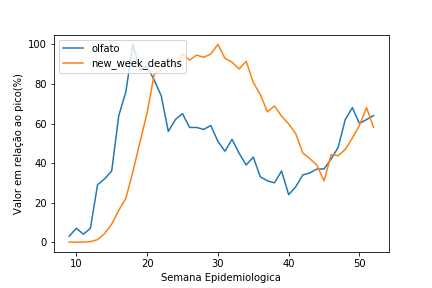 olfato
new_week_deaths
Valor em relação ao pico(%)
100
80
60
40
20
0
10
20
30
40
50
Semana Epidemiologica